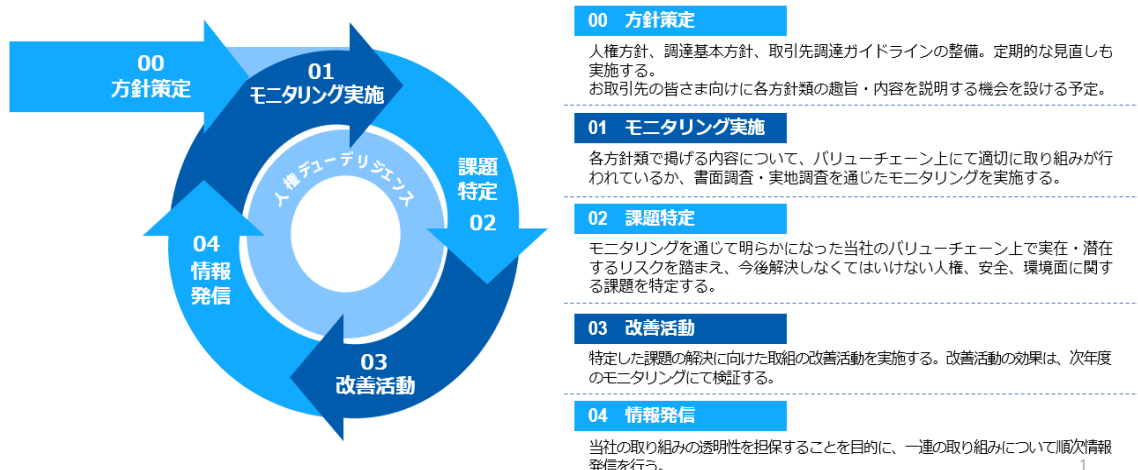 00
方針策定
01
モニタリング実施
課題
特定
02
03
改善活動
04
情報
発信
人権デューデリジェンス
00 方針策定
人権方針、調達基本方針、取引先調達ガイドラインの整備。定期的な見直しも
実施する。
お取引先の皆さま向けに各方針類の趣旨・内容を説明する機会を設ける予定。
01 モニタリング実施
各方針類で掲げる内容について、バリューチェーン上にて適切に取り組みが行
われているか、書面調査・実地調査を通じたモニタリングを実施する。
02 課題特定
モニタリングを通じて明らかになった当社のバリューチェーン上で実在・潜在
するリスクを踏まえ、今後解決しなくてはいけない人権、安全、環境面に関す
る課題を特定する。
03 改善活動
特定した課題の解決に向けた取組の改善活動を実施する。改善活動の効果は、次年度
のモニタリングにて検証する。
04 情報発信
当社の取り組みの透明性を担保することを目的に、一連の取り組みについて順次情報
発信を行う。
1